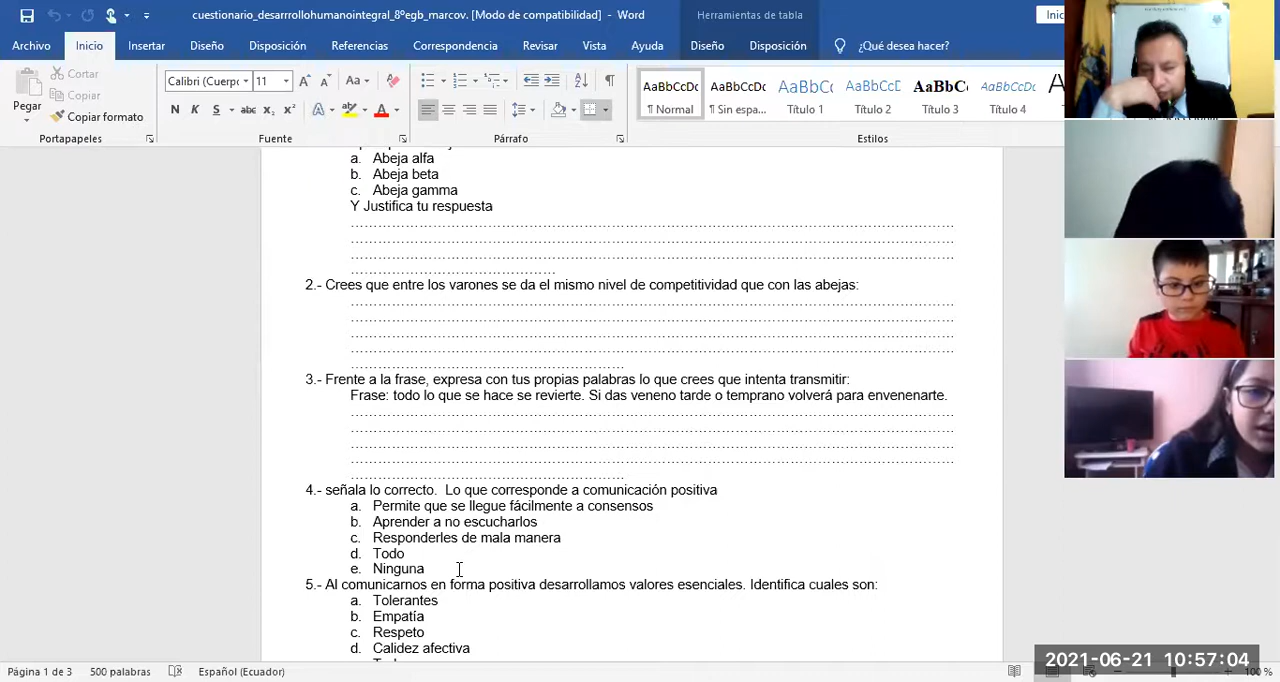 cuestionario_desarrrollohumanointegral_8ºegb_marcov. [Modo de compatibilidad] - Word
Herramientas de tabla
Inic
Archivo Inicio Insertar Diseño Disposición Referencias Correspondencia Revisar Vista Ayuda Diseño Disposición ¿Qué desea hacer?
Pegar
Cortar
Copiar
Copiar formato
Portapapeles
Calibri (Cuerpo 11
N K S abc x₂ x²
Fuente
Párrafo
AaBbCcDc AaBbCcDc AaBbCc AaBbCcD AaBbCc AaBbCcDc
¶ Normal ¶ Sin espa... Título 1 Título 2 Título 3 Título 4
Estilos
a. Abeja alfa
b. Abeja beta
c. Abeja gamma
Y Justifica tu respuesta
2.- Crees que entre los varones se da el mismo nivel de competitividad que con las abejas:
3.- Frente a la frase, expresa con tus propias palabras lo que crees que intenta transmitir:
Frase: todo lo que se hace se revierte. Si das veneno tarde o temprano volverá para envenenarte.
4.- señala lo correcto. Lo que corresponde a comunicación positiva
a. Permite que se llegue fácilmente a consensos
b. Aprender a no escucharlos
c. Responderles de mala manera
d. Todo
e. Ninguna
5.- Al comunicarnos en forma positiva desarrollamos valores esenciales. Identifica cuales son:
a. Tolerantes
b. Empatía
c. Respeto
d. Calidez afectiva
Página 1 de 3 500 palabras Español (Ecuador) 100 %
2021-06-21 10:57:04